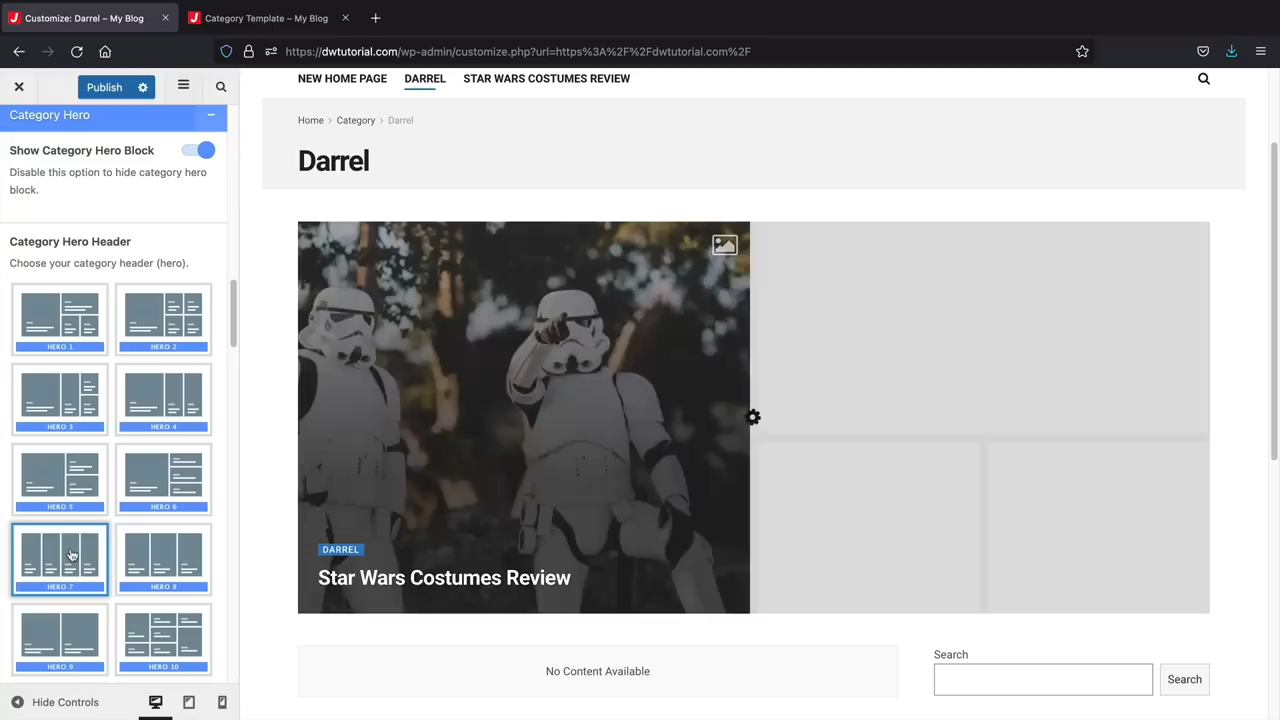 Customize: Darrel – My Blog
Category Template – My Blog
https://dwtutorial.com/wp-admin/customize.php?url=https%3A%2F%2Fdwtutorial.com%2F
Publish
Category Hero
Show Category Hero Block
Disable this option to hide category hero
block.
Category Hero Header
Choose your category header (hero).
HERO 1
HERO 2
HERO 3
HERO 4
HERO 5
HERO 6
HERO 7
HERO 8
HERO 9
HERO 10
Hide Controls
NEW HOME PAGE
DARREL
STAR WARS COSTUMES REVIEW
Home > Category > Darrel
Darrel
DARREL
Star Wars Costumes Review
No Content Available
Search
Search